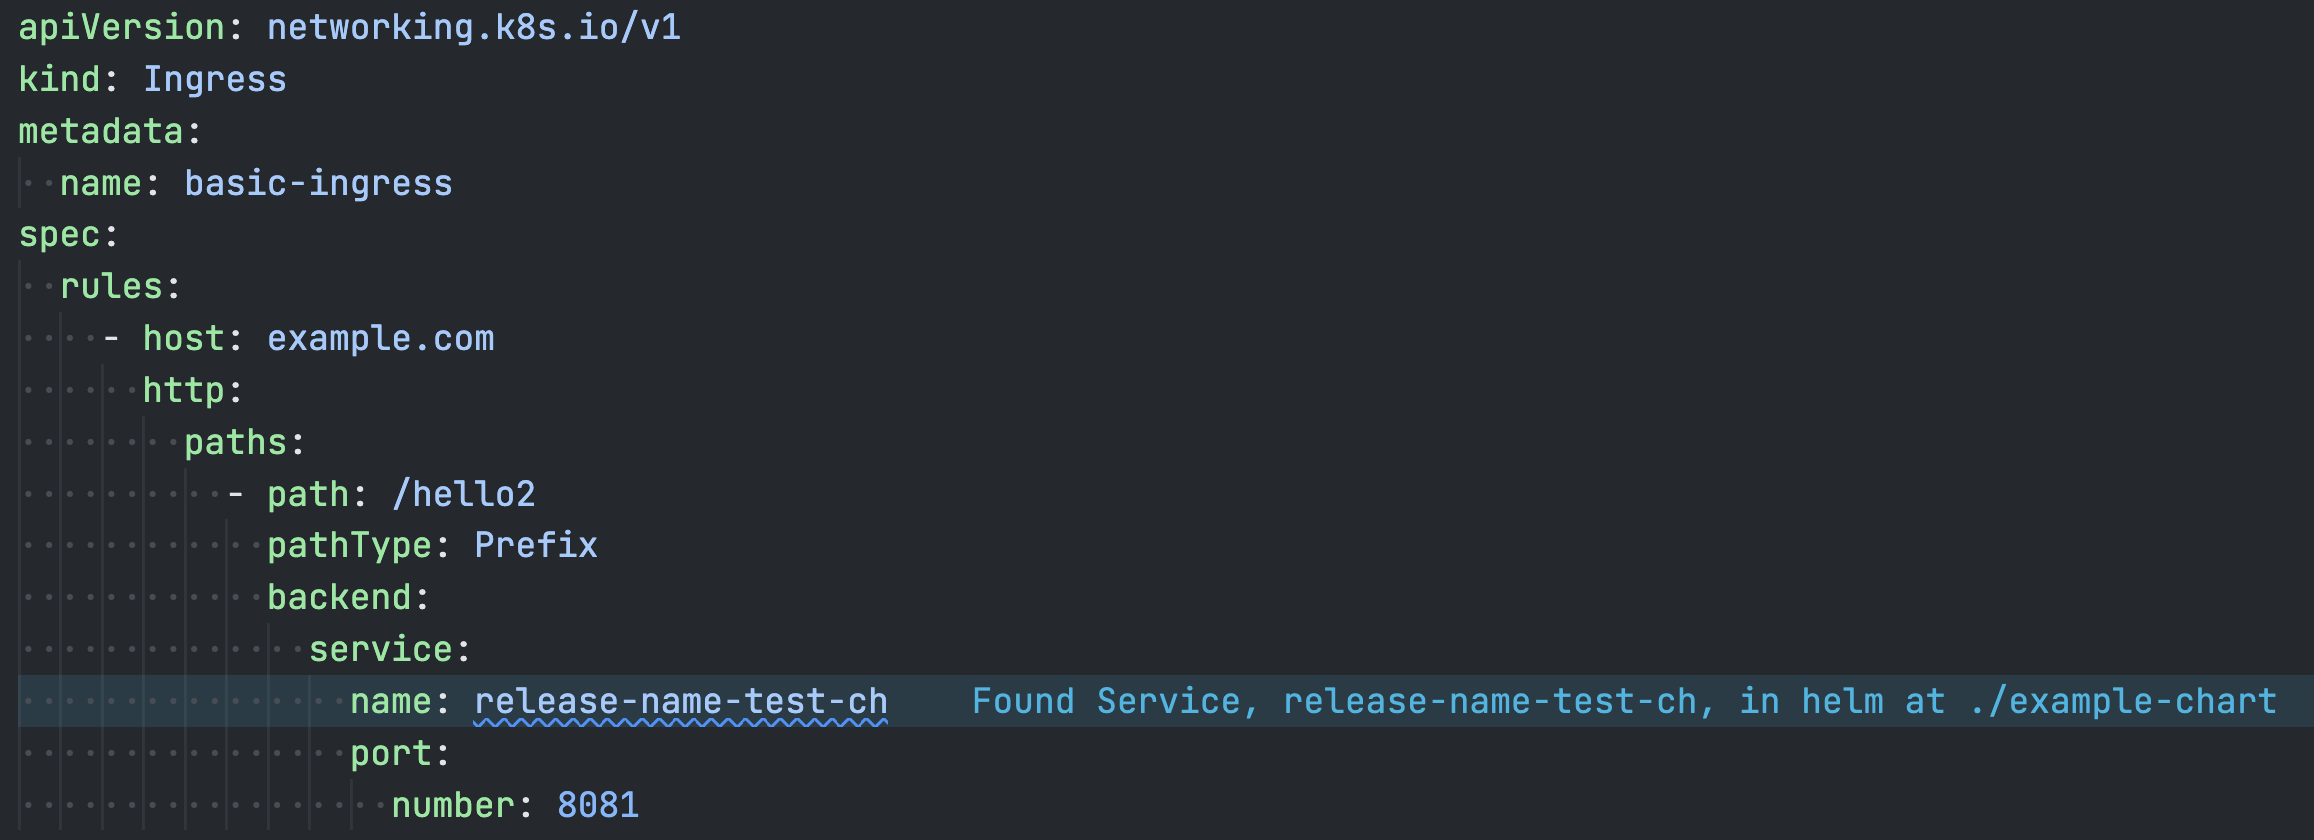 apiVersion: networking.k8s.io/v1
kind: Ingress
metadata:
  name: basic-ingress
spec:
  rules:
    - host: example.com
      http:
        paths:
          - path: /hello2
            pathType: Prefix
            backend:
              service:
                name: release-name-test-ch    Found Service, release-name-test-ch, in helm at ./example-chart
                port:
                  number: 8081